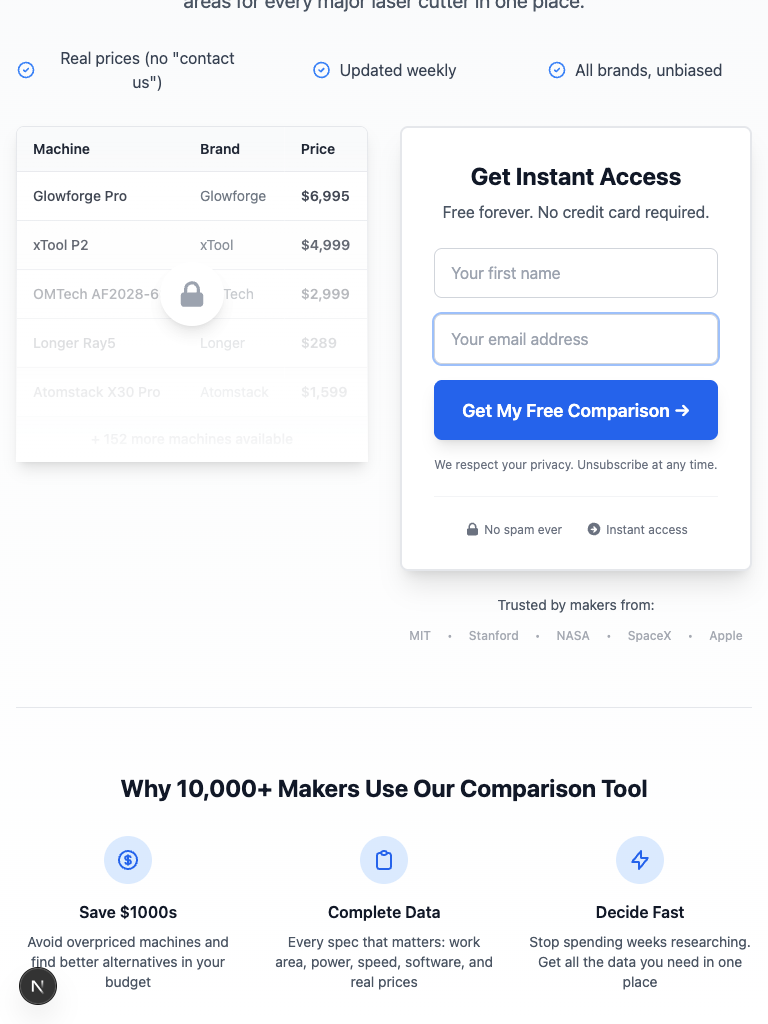 areas for every major laser cutter in one place.
Real prices (no "contact
us")
Updated weekly
All brands, unbiased
Machine Brand Price
Glowforge Pro Glowforge $6,995
xTool P2 xTool $4,999
OMTech AF2028-6 Tech $2,999
Longer Ray5 Longer $289
Atomstack X30 Pro Atomstack $1,599
+ 152 more machines available
Get Instant Access
Free forever. No credit card required.
Your first name
Your email address
Get My Free Comparison →
We respect your privacy. Unsubscribe at any time.
No spam ever
Instant access
Trusted by makers from:
MIT • Stanford • NASA • SpaceX • Apple
Why 10,000+ Makers Use Our Comparison Tool
Save $1000s
Avoid overpriced machines and
find better alternatives in your
budget
Complete Data
Every spec that matters: work
area, power, speed, software, and
real prices
Decide Fast
Stop spending weeks researching.
Get all the data you need in one
place
N